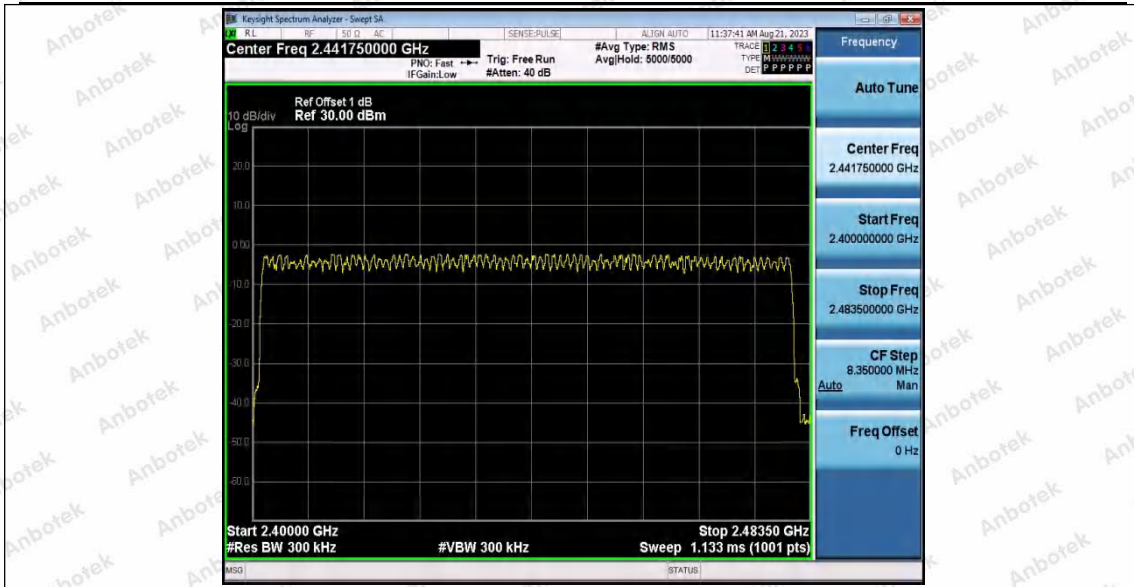 Keysight Spectrum Analyzer - Swept SA
RL RF 50 Ω AC SENSE:PULSE ALIGN AUTO 11:37:41 AM Aug 21, 2023
Center Freq 2.441750000 GHz
PNO: Fast
IFGain:Low
Trig: Free Run
#Atten: 40 dB
#Avg Type: RMS
Avg|Hold: 5000/5000
TRACE 1 2 3 4 5 6
TYPE M
DET P P P P P P
Frequency
Auto Tune
Center Freq
2.441750000 GHz
Start Freq
2.400000000 GHz
Stop Freq
2.483500000 GHz
CF Step
8.350000 MHz
Auto Man
Freq Offset
0 Hz
Ref Offset 1 dB
10 dB/div Ref 30.00 dBm
Log
20.0
10.0
0.00
-10.0
-20.0
-30.0
-40.0
-50.0
-60.0
Start 2.40000 GHz Stop 2.48350 GHz
#Res BW 300 kHz #VBW 300 kHz Sweep 1.133 ms (1001 pts)
MSG STATUS
Anbotek